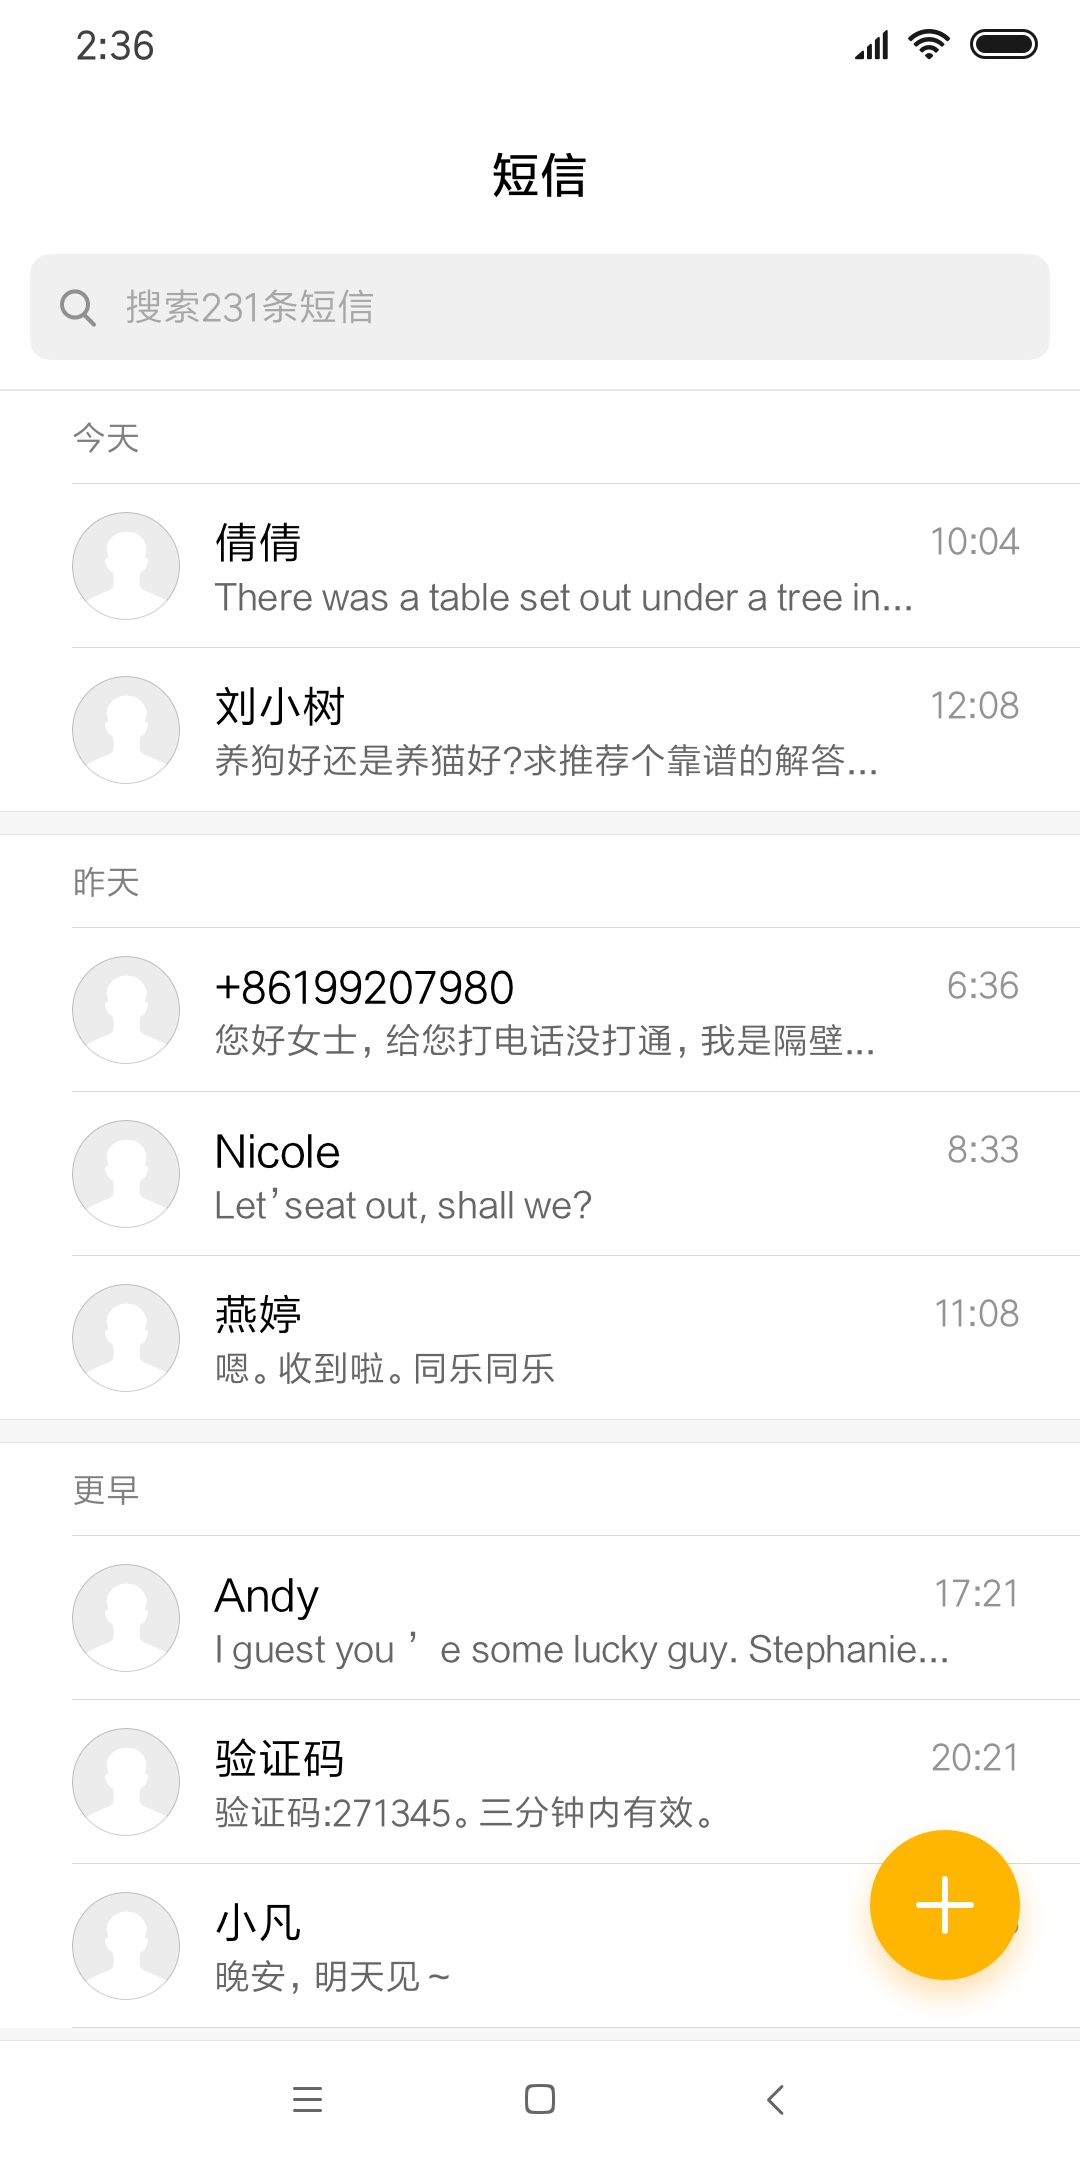 2:36
短信
搜索231条短信
今天
倩倩 10:04
There was a table set out under a tree in...
刘小树 12:08
养狗好还是养猫好?求推荐个靠谱的解答...
昨天
+86199207980 6:36
您好女士，给您打电话没打通，我是隔壁...
Nicole 8:33
Let’seat out, shall we?
燕婷 11:08
嗯。收到啦。同乐同乐
更早
Andy 17:21
I guest you ’ e some lucky guy. Stephanie...
验证码 20:21
验证码:271345。三分钟内有效。
小凡
晚安，明天见～